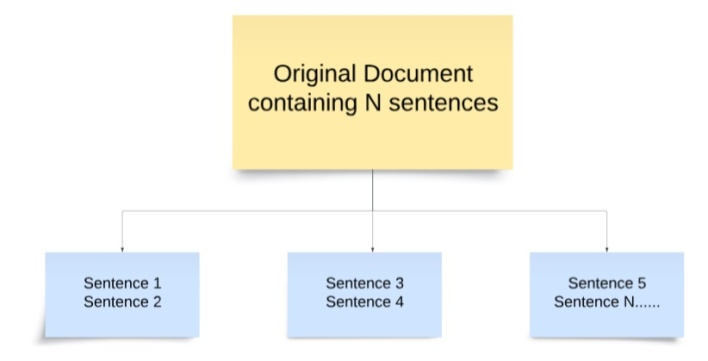 Original Document
containing N sentences
Sentence 1
Sentence 2
Sentence 3
Sentence 4
Sentence 5
Sentence N......